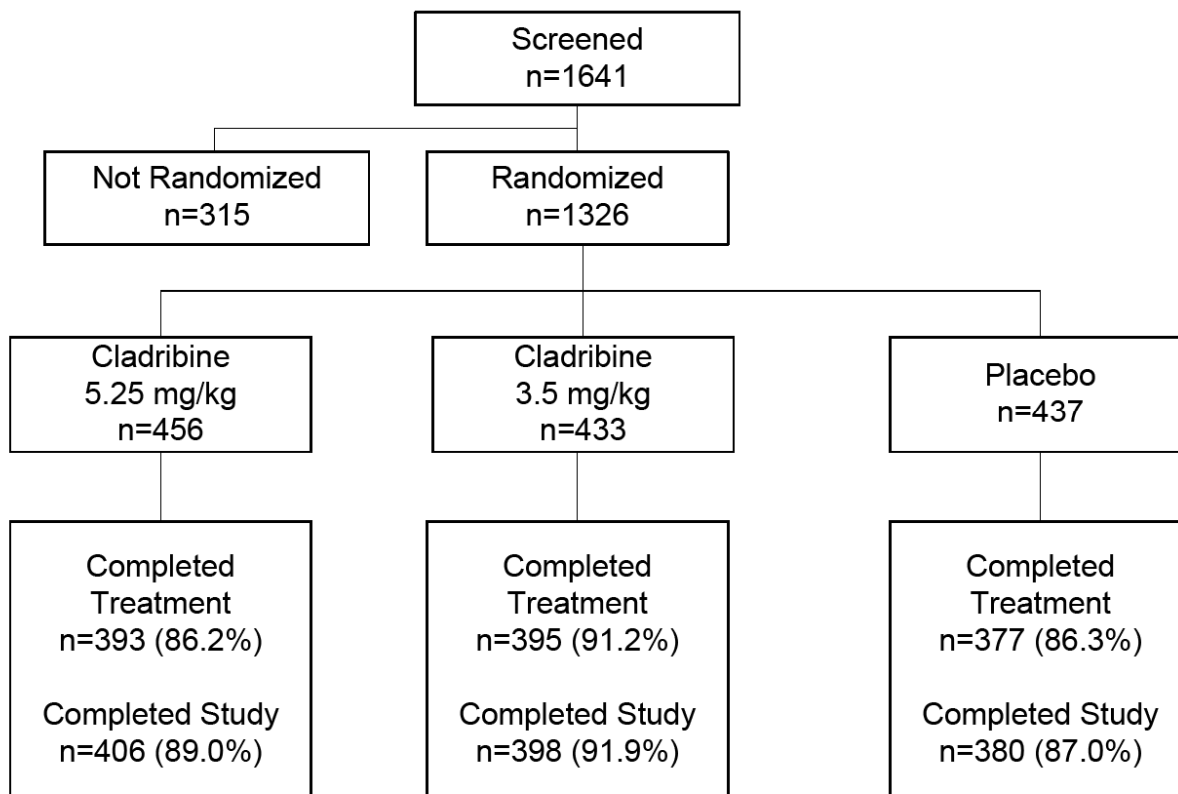 Screened
n=1641
Not Randomized
n=315
Randomized
n=1326
Cladribine
5.25 mg/kg
n=456
Cladribine
3.5 mg/kg
n=433
Placebo
n=437
Completed
Treatment
n=393 (86.2%)
Completed Study
n=406 (89.0%)
Completed
Treatment
n=395 (91.2%)
Completed Study
n=398 (91.9%)
Completed
Treatment
n=377 (86.3%)
Completed Study
n=380 (87.0%)